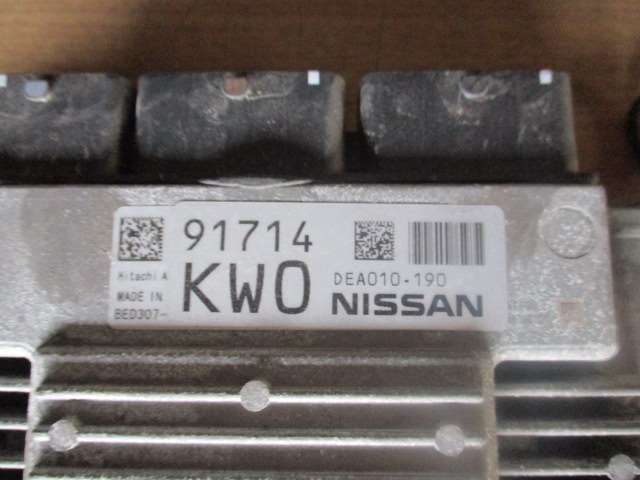 91714
KW0
DEA010-190
NISSAN
Hitachi A
MADE IN
BED307-